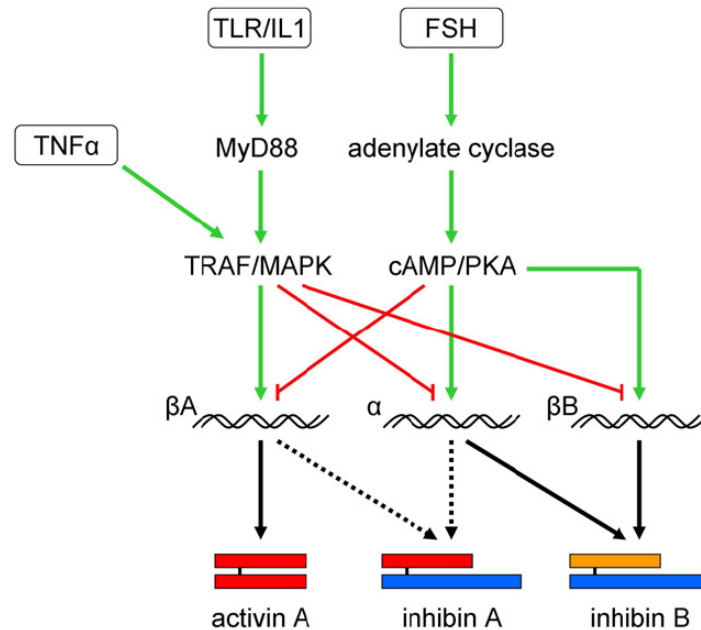 TLR/IL1 FSH
TNFα MyD88 adenylate cyclase
TRAF/MAPK cAMP/PKA
βA α βB
activin A inhibin A inhibin B